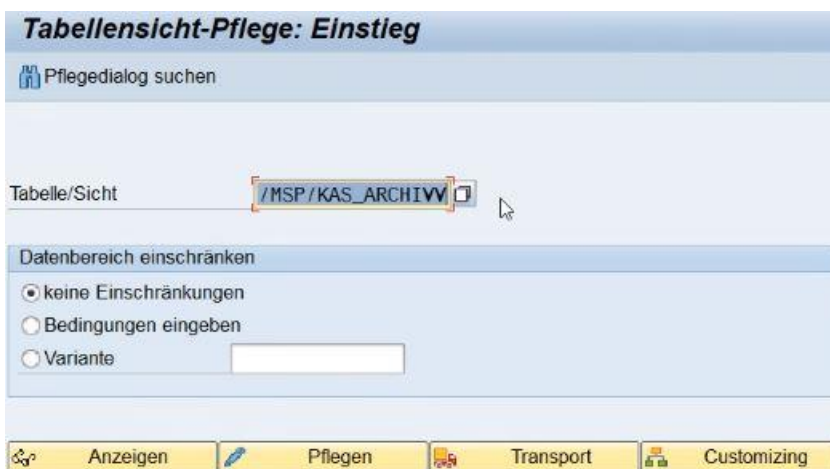 Tabellensicht-Pflege: Einstieg
Pflegedialog suchen
Tabelle/Sicht /MSP/KAS_ARCHIVV
Datenbereich einschränken
keine Einschränkungen
Bedingungen eingeben
Variante
Anzeigen Pflegen Transport Customizing